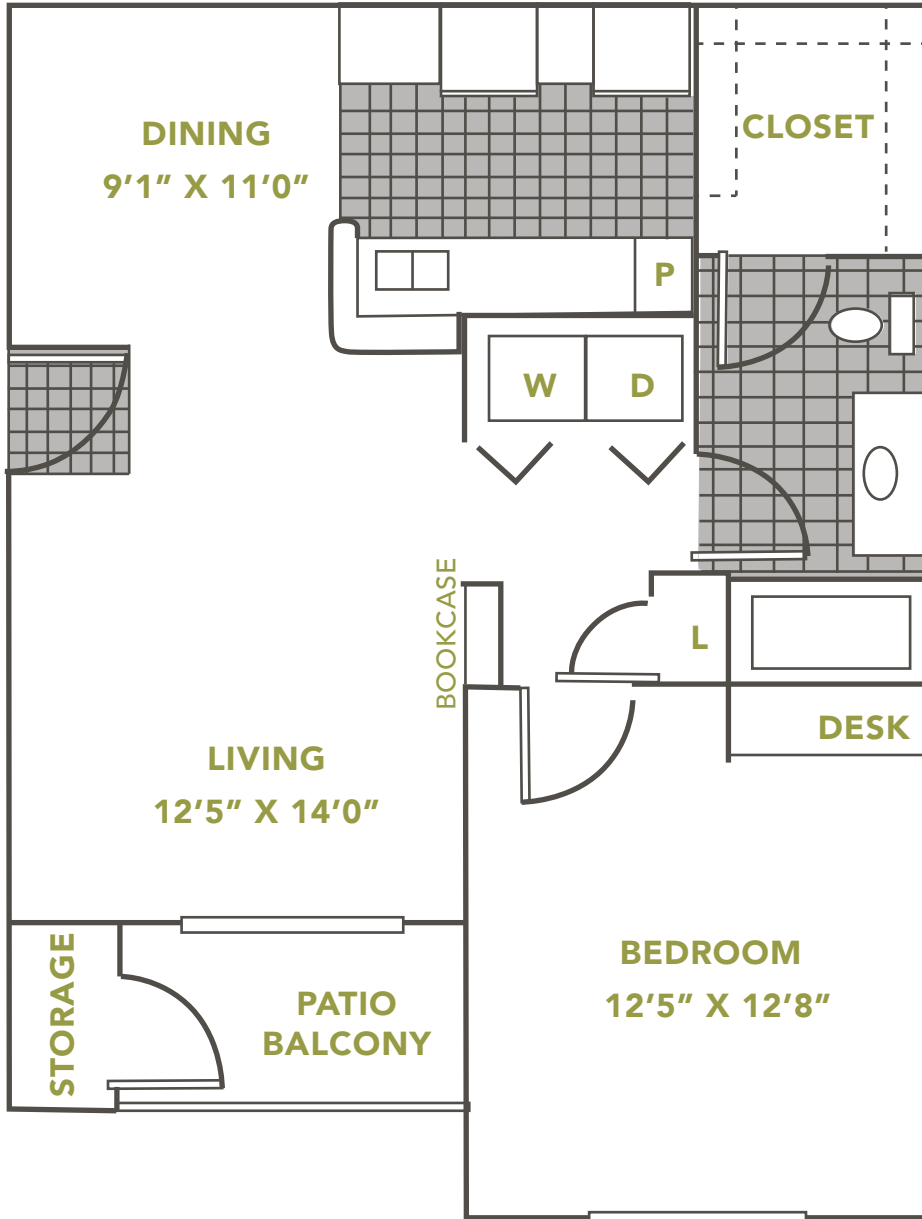 DINING
9’1” X 11’0”
CLOSET
P
W
D
BOOKCASE
L
DESK
LIVING
12’5” X 14’0”
STORAGE
PATIO
BALCONY
BEDROOM
12’5” X 12’8”